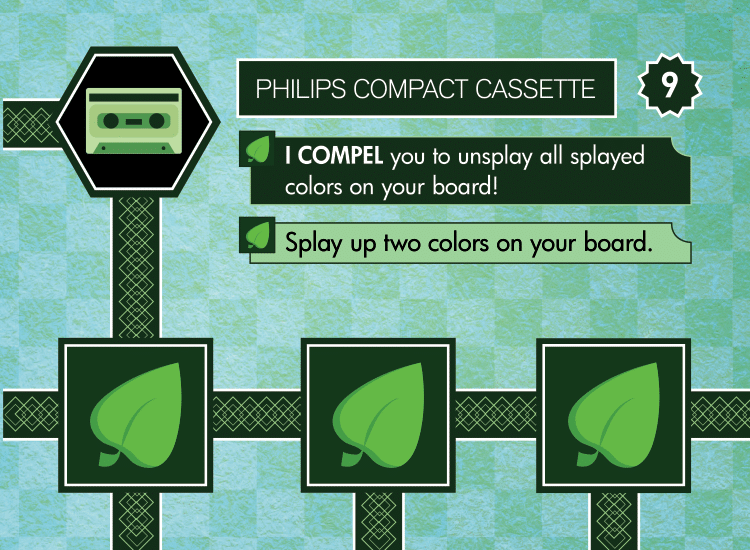 PHILIPS COMPACT CASSETTE
9
I COMPEL you to unsplay all splayed
colors on your board!
Splay up two colors on your board.